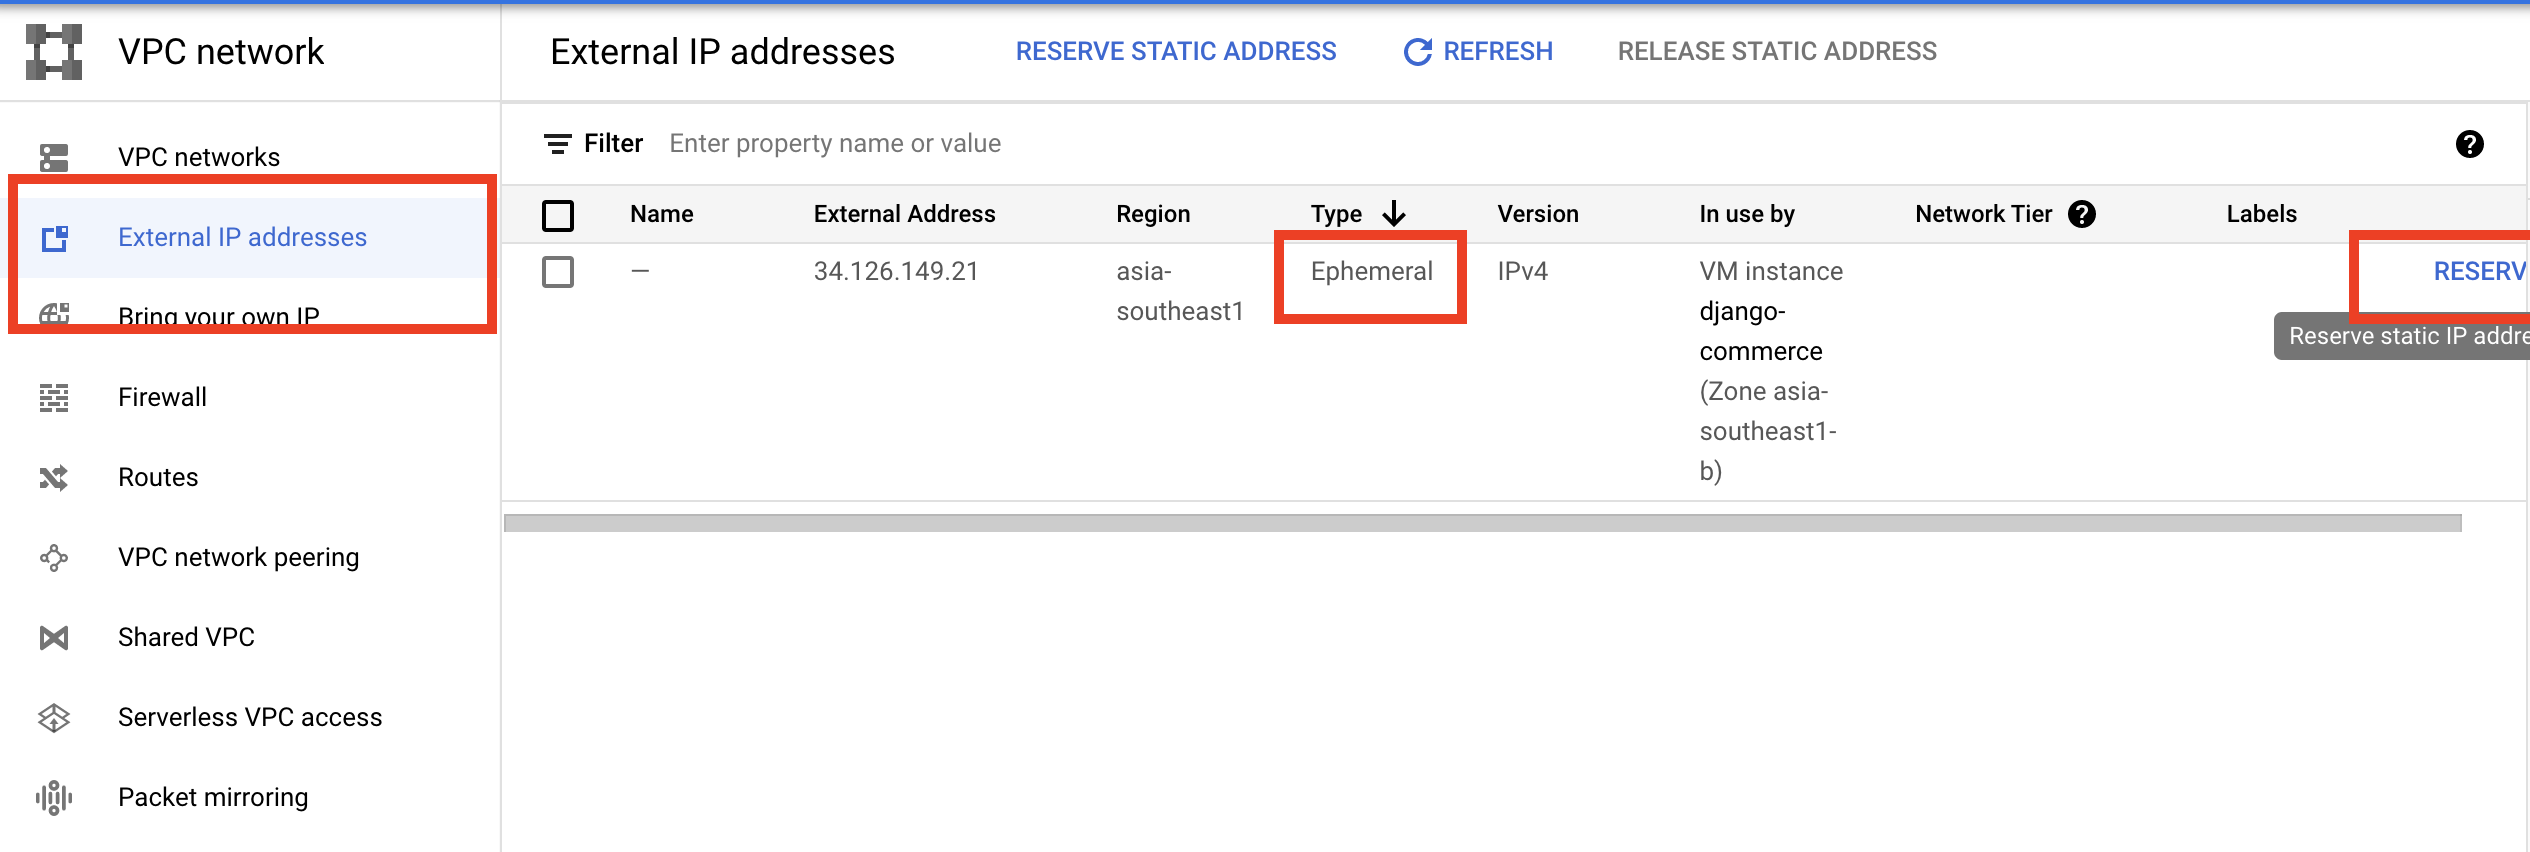 VPC network
External IP addresses
RESERVE STATIC ADDRESS
REFRESH
RELEASE STATIC ADDRESS
VPC networks
External IP addresses
Bring your own IP
Firewall
Routes
VPC network peering
Shared VPC
Serverless VPC access
Packet mirroring
Filter Enter property name or value
Name External Address Region Type Version In use by Network Tier Labels
— 34.126.149.21 asia- Ephemeral IPv4 VM instance RESERV
southeast1 django-
Reserve static IP addre
commerce
(Zone asia-
southeast1-
b)